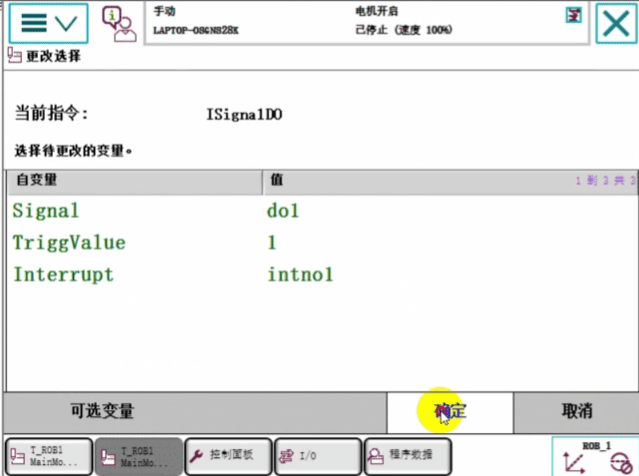 手动
电机开启
LAPTOP-OSGNS28K
已停止 (速度 100%)
更改选择
当前指令: ISignalDO
选择待更改的变量。
自变量 值 1 到 3 共 3
Signal do1
TriggValue 1
Interrupt intno1
可选变量 确定 取消
T_ROB1 MainMo...
T_ROB1 MainMo...
控制面板
I/O
程序数据
ROB_1